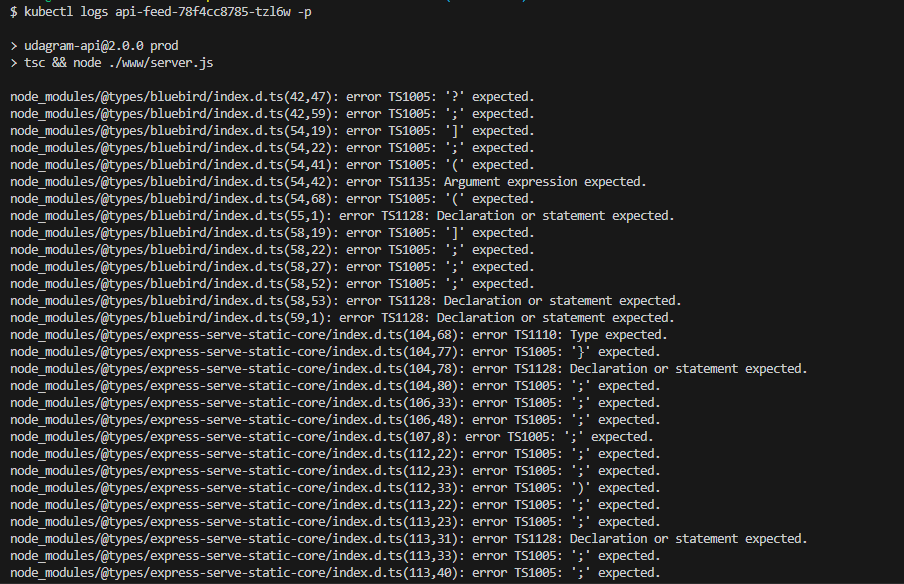 $ kubectl logs api-feed-78f4cc8785-tzl6w -p
> udagram-api@2.0.0 prod
> tsc && node ./www/server.js
node_modules/@types/bluebird/index.d.ts(42,47): error TS1005: '?' expected.
node_modules/@types/bluebird/index.d.ts(42,59): error TS1005: ';' expected.
node_modules/@types/bluebird/index.d.ts(54,19): error TS1005: ']' expected.
node_modules/@types/bluebird/index.d.ts(54,22): error TS1005: ';' expected.
node_modules/@types/bluebird/index.d.ts(54,41): error TS1005: '(' expected.
node_modules/@types/bluebird/index.d.ts(54,42): error TS1135: Argument expression expected.
node_modules/@types/bluebird/index.d.ts(54,68): error TS1005: '(' expected.
node_modules/@types/bluebird/index.d.ts(55,1): error TS1128: Declaration or statement expected.
node_modules/@types/bluebird/index.d.ts(58,19): error TS1005: ']' expected.
node_modules/@types/bluebird/index.d.ts(58,22): error TS1005: ';' expected.
node_modules/@types/bluebird/index.d.ts(58,27): error TS1005: ';' expected.
node_modules/@types/bluebird/index.d.ts(58,52): error TS1005: ';' expected.
node_modules/@types/bluebird/index.d.ts(58,53): error TS1128: Declaration or statement expected.
node_modules/@types/bluebird/index.d.ts(59,1): error TS1128: Declaration or statement expected.
node_modules/@types/express-serve-static-core/index.d.ts(104,68): error TS1110: Type expected.
node_modules/@types/express-serve-static-core/index.d.ts(104,77): error TS1005: '}' expected.
node_modules/@types/express-serve-static-core/index.d.ts(104,78): error TS1128: Declaration or statement expected.
node_modules/@types/express-serve-static-core/index.d.ts(104,80): error TS1005: ';' expected.
node_modules/@types/express-serve-static-core/index.d.ts(106,33): error TS1005: ';' expected.
node_modules/@types/express-serve-static-core/index.d.ts(106,48): error TS1005: ';' expected.
node_modules/@types/express-serve-static-core/index.d.ts(107,8): error TS1005: ';' expected.
node_modules/@types/express-serve-static-core/index.d.ts(112,22): error TS1005: ';' expected.
node_modules/@types/express-serve-static-core/index.d.ts(112,23): error TS1005: ';' expected.
node_modules/@types/express-serve-static-core/index.d.ts(112,33): error TS1005: ')' expected.
node_modules/@types/express-serve-static-core/index.d.ts(113,22): error TS1005: ';' expected.
node_modules/@types/express-serve-static-core/index.d.ts(113,23): error TS1005: ';' expected.
node_modules/@types/express-serve-static-core/index.d.ts(113,31): error TS1128: Declaration or statement expected.
node_modules/@types/express-serve-static-core/index.d.ts(113,33): error TS1005: ';' expected.
node_modules/@types/express-serve-static-core/index.d.ts(113,40): error TS1005: ';' expected.